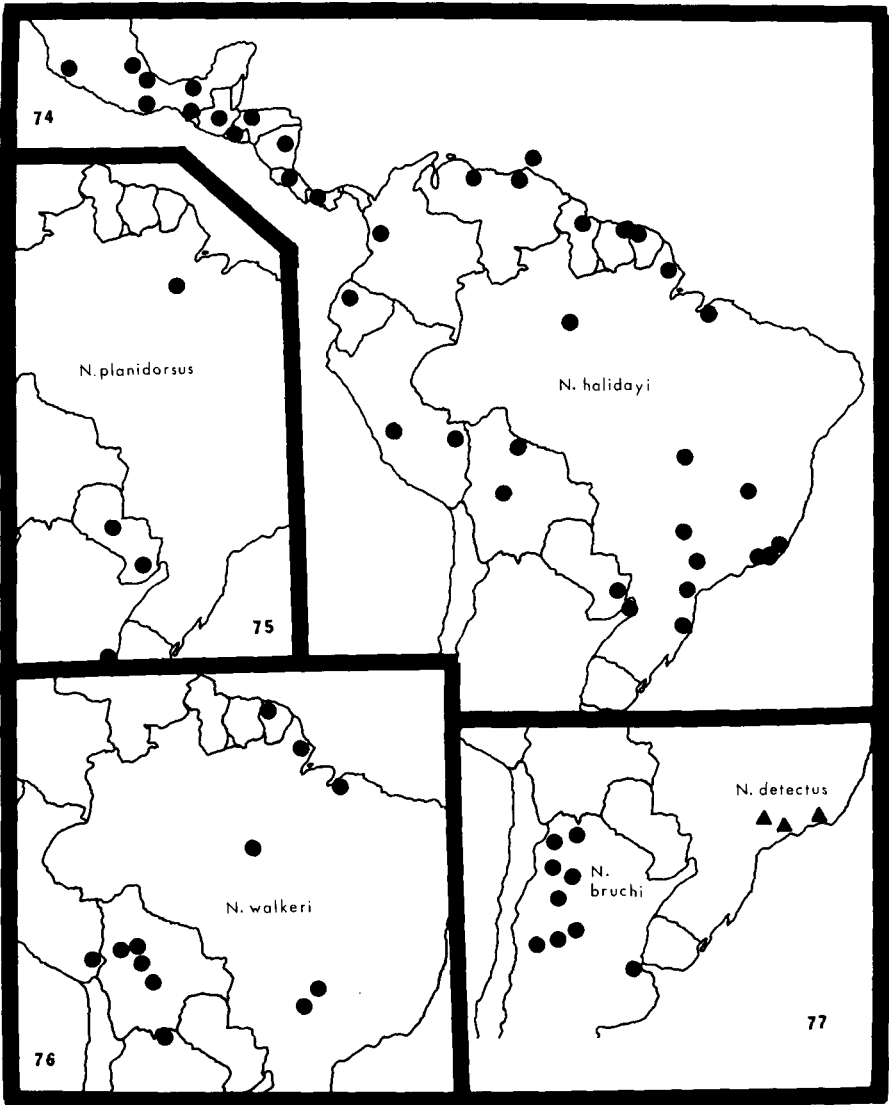 74
N. halidayi
N. planidorsus
75
N. walkeri
76
N. detectus
N.
bruchi
77